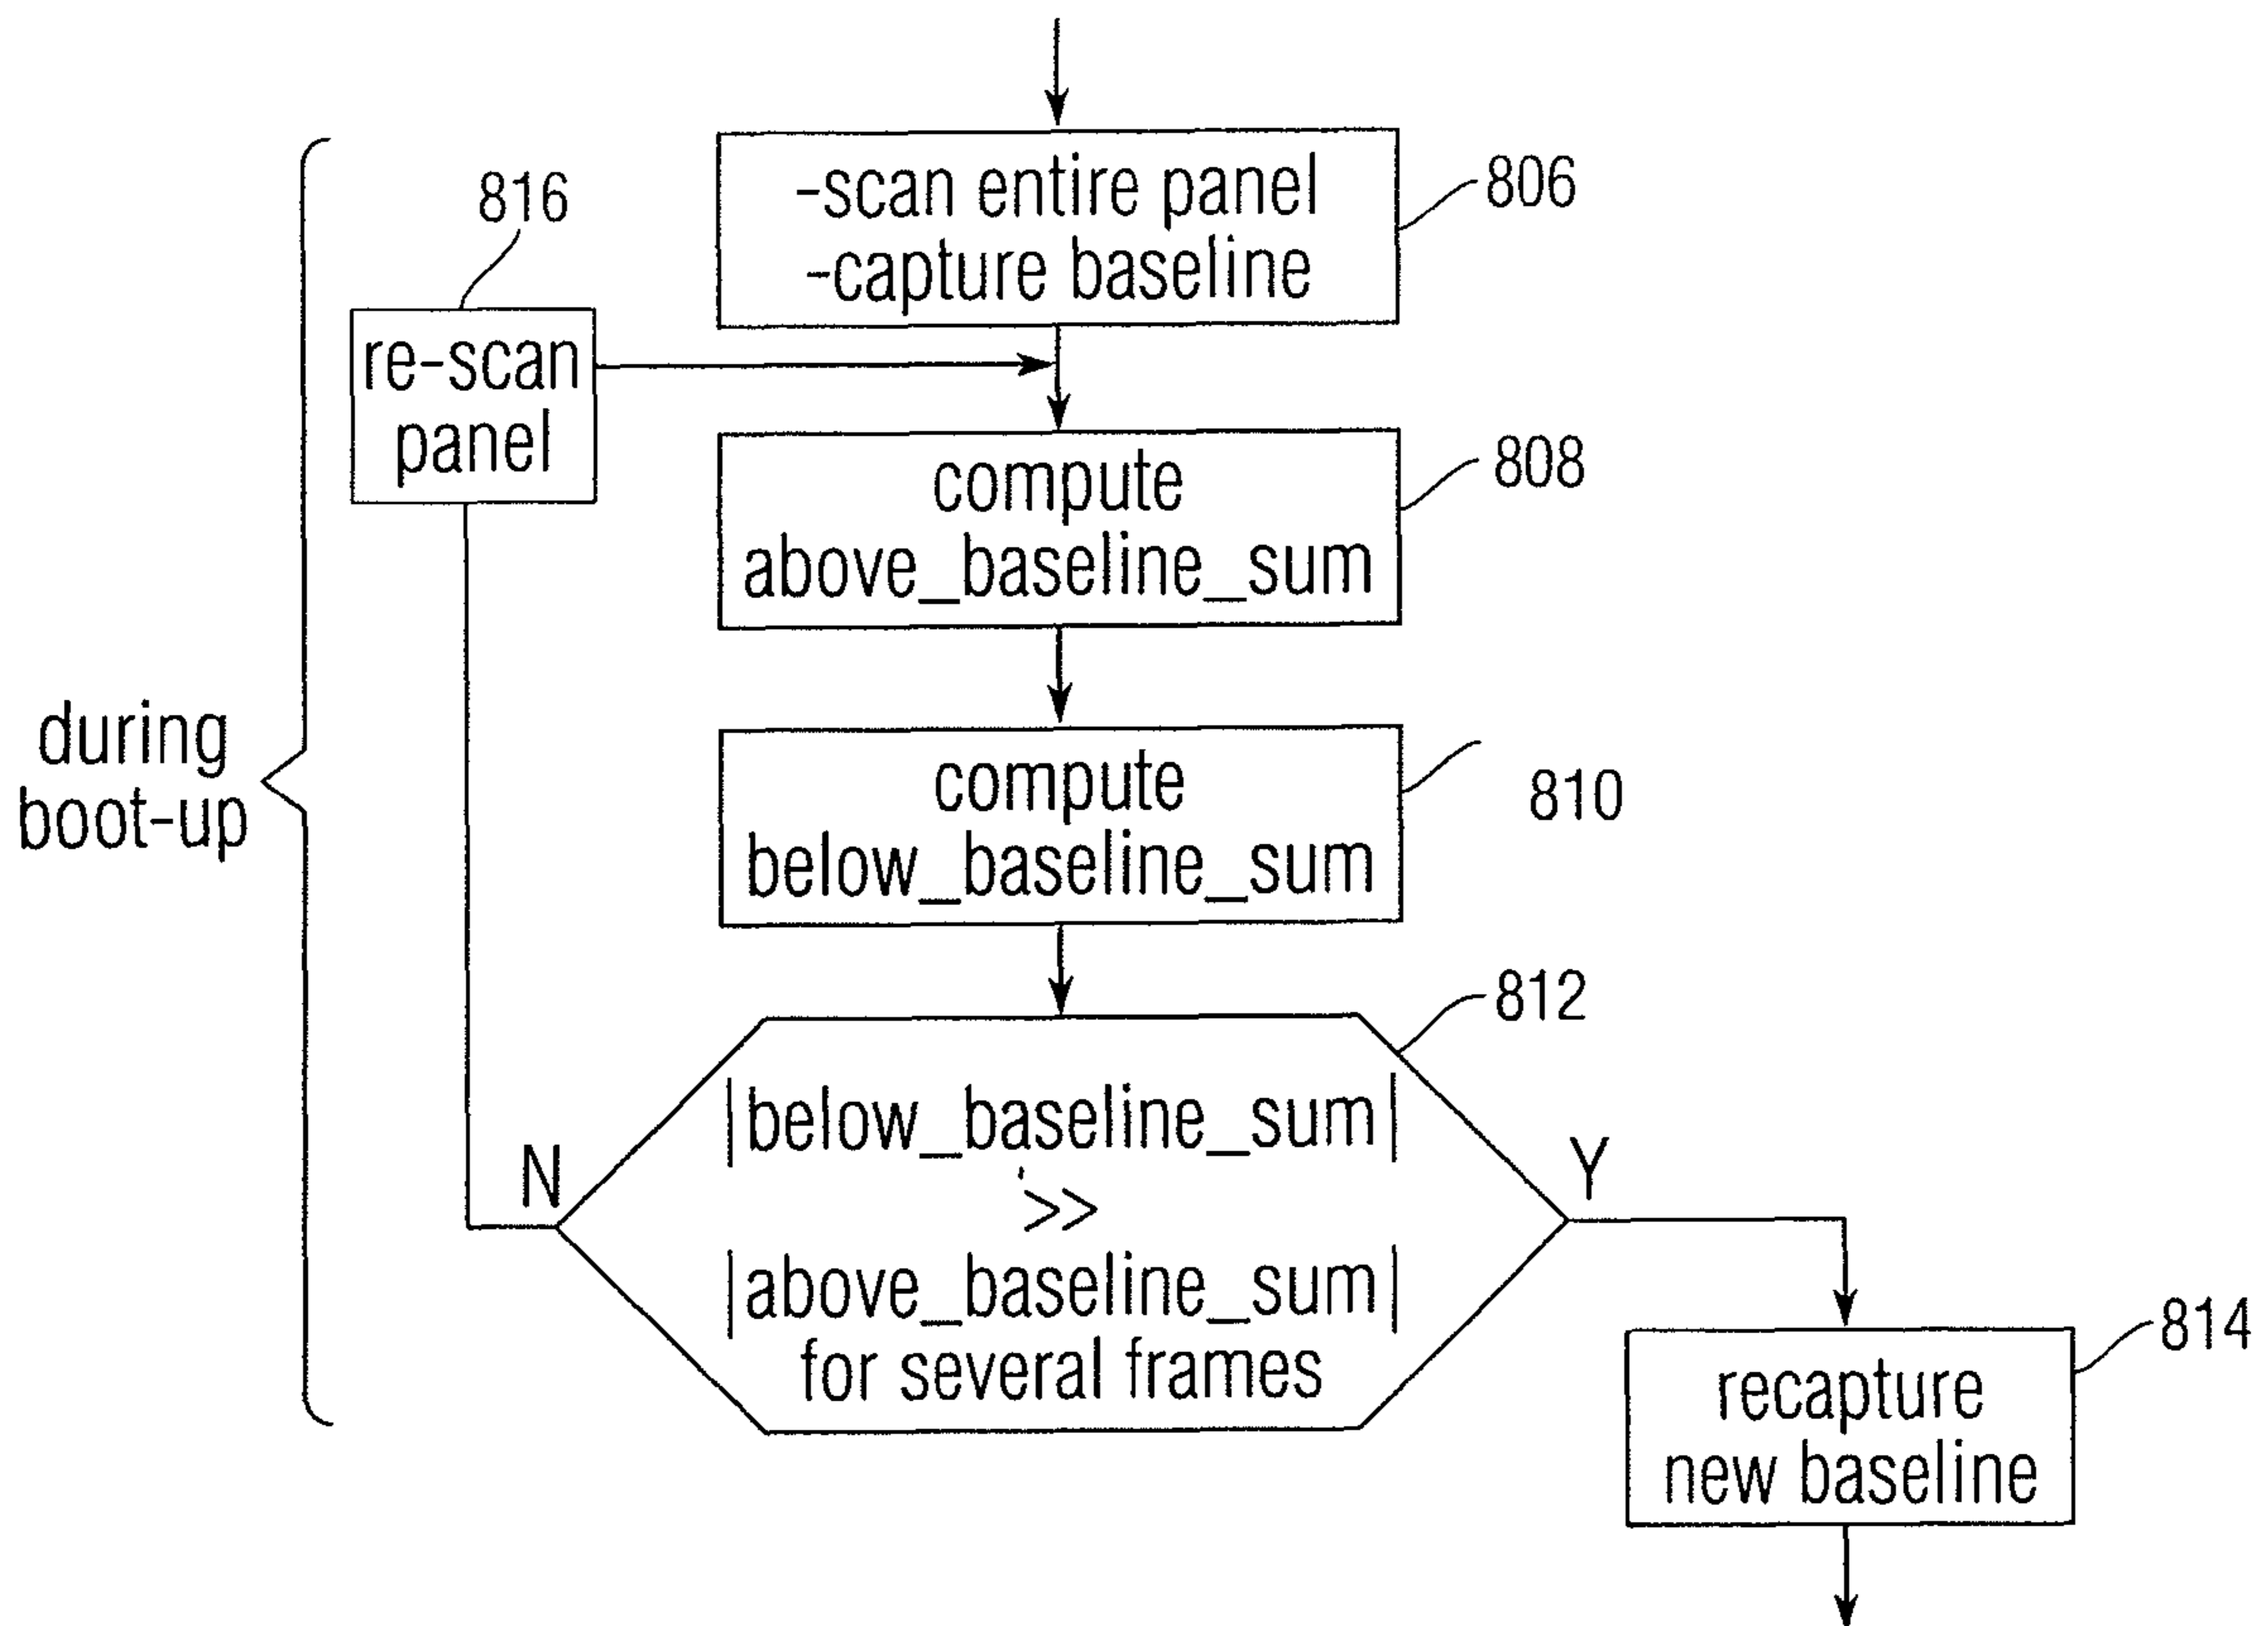 816
-scan entire panel
-capture baseline
806
re-scan
panel
compute
above_baseline_sum
808
during
boot-up
compute
below_baseline_sum
810
812
|below_baseline_sum|
>>
|above_baseline_sum|
for several frames
N
Y
recapture
new baseline
814